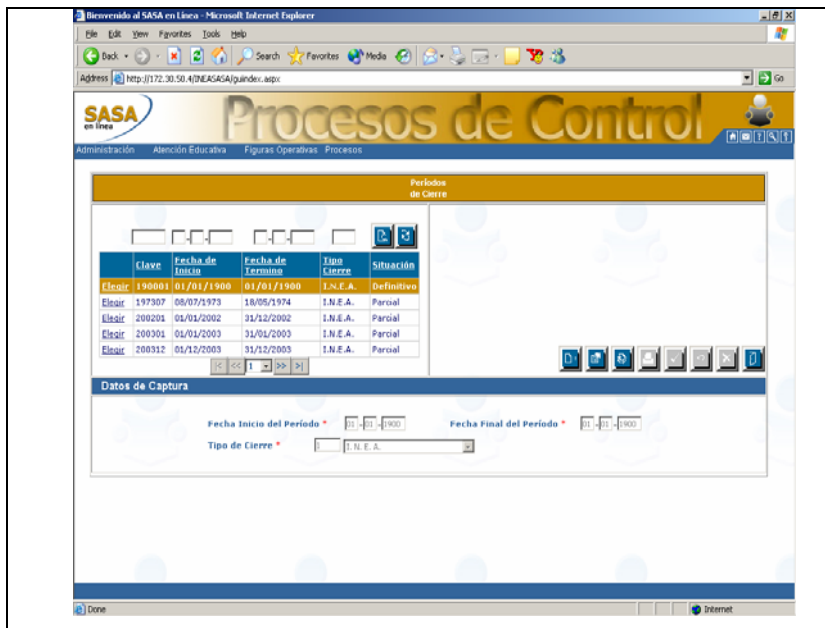 Bienvenido al SASA en Línea - Microsoft Internet Explorer
File Edit View Favorites Tools Help
Back Search Favorites Media
Address http://172.30.50.4/INEASASA/guindex.aspx Go
SASA
en línea
Procesos de Control
Administración Atención Educativa Figuras Operativas Procesos
Períodos
de Cierre
Clave Fecha de Inicio Fecha de Termino Tipo Cierre Situación
Elegir 190001 01/01/1900 01/01/1900 I.N.E.A. Definitivo
Elegir 197307 08/07/1973 18/05/1974 I.N.E.A. Parcial
Elegir 200201 01/01/2002 31/12/2002 I.N.E.A. Parcial
Elegir 200301 01/01/2003 31/01/2003 I.N.E.A. Parcial
Elegir 200312 01/12/2003 31/12/2003 I.N.E.A. Parcial
|< << 1 >> >|
Datos de Captura
Fecha Inicio del Período * 01 - 01 - 1900 Fecha Final del Período * 01 - 01 - 1900
Tipo de Cierre * 1 I. N. E. A.
Done Internet